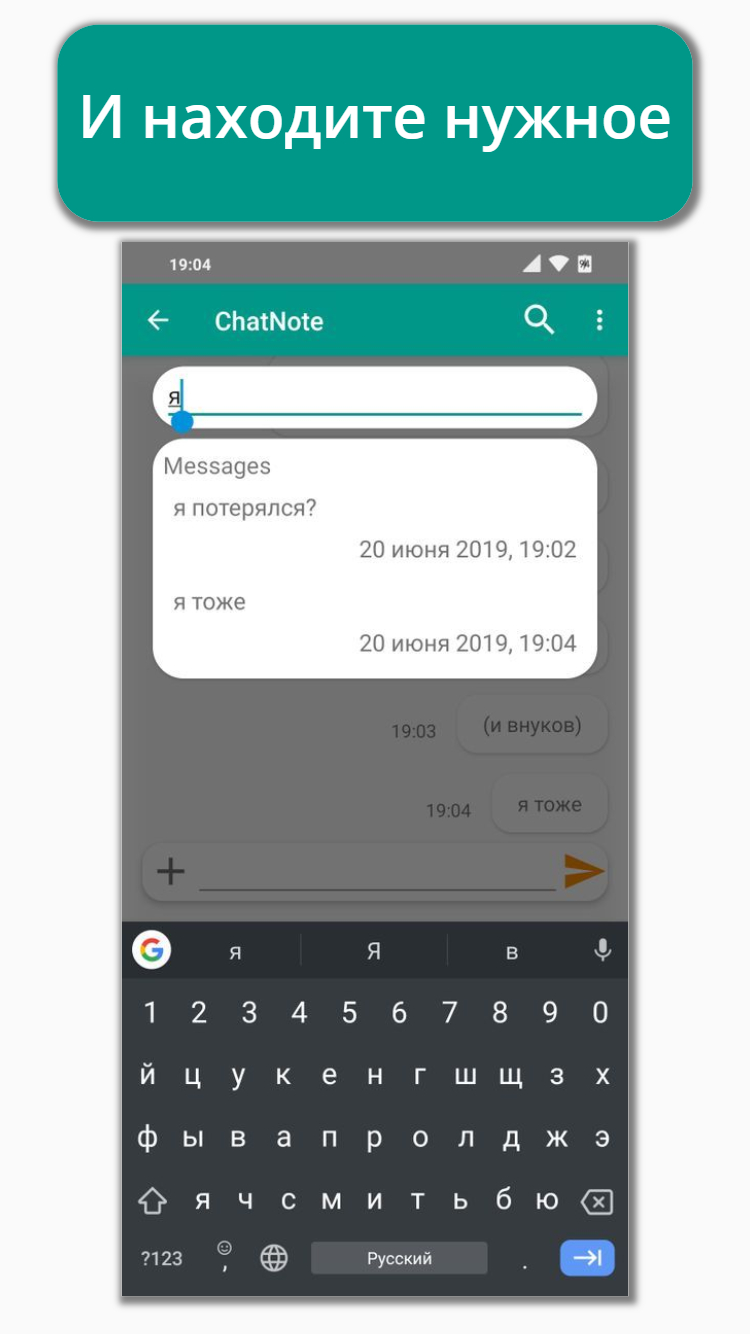 И находите нужное
19:04
ChatNote
я
Messages
я потерялся?
20 июня 2019, 19:02
я тоже
20 июня 2019, 19:04
19:03 (и внуков)
19:04 я тоже
я Я в
1 2 3 4 5 6 7 8 9 0
й ц у к е н г ш щ з х
ф ы в а п р о л д ж э
я ч с м и т ь б ю
?123 , Русский .